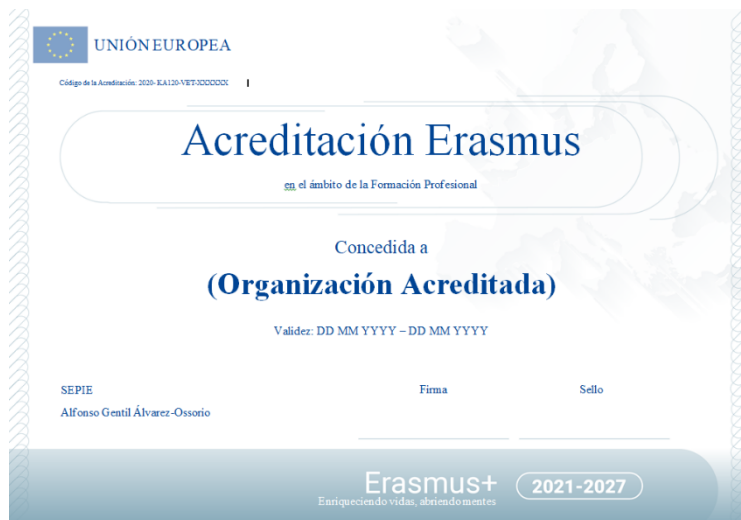 UNIÓN EUROPEA
Código de la Acreditación: 2020- KA120-VET-XXXXXX
Acreditación Erasmus
en el ámbito de la Formación Profesional
Concedida a
(Organización Acreditada)
Validez: DD MM YYYY – DD MM YYYY
SEPIE Firma Sello
Alfonso Gentil Álvarez-Ossorio
Erasmus+ 2021-2027
Enriqueciendo vidas, abriendo mentes